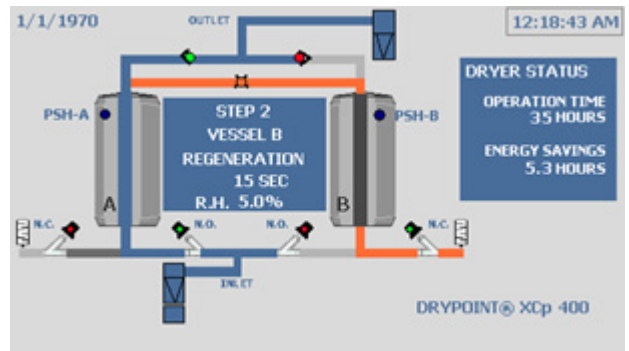 1/1/1970
OUTLET
12:18:43 AM
DRYER STATUS
OPERATION TIME
35 HOURS
ENERGY SAVINGS
5.3 HOURS
PSH-A
PSH-B
STEP 2
VESSEL B
REGENERATION
15 SEC
R.H. 5.0%
A
B
N.C.
N.O.
N.O.
N.C.
INLET
DRYPOINT® XCp 400